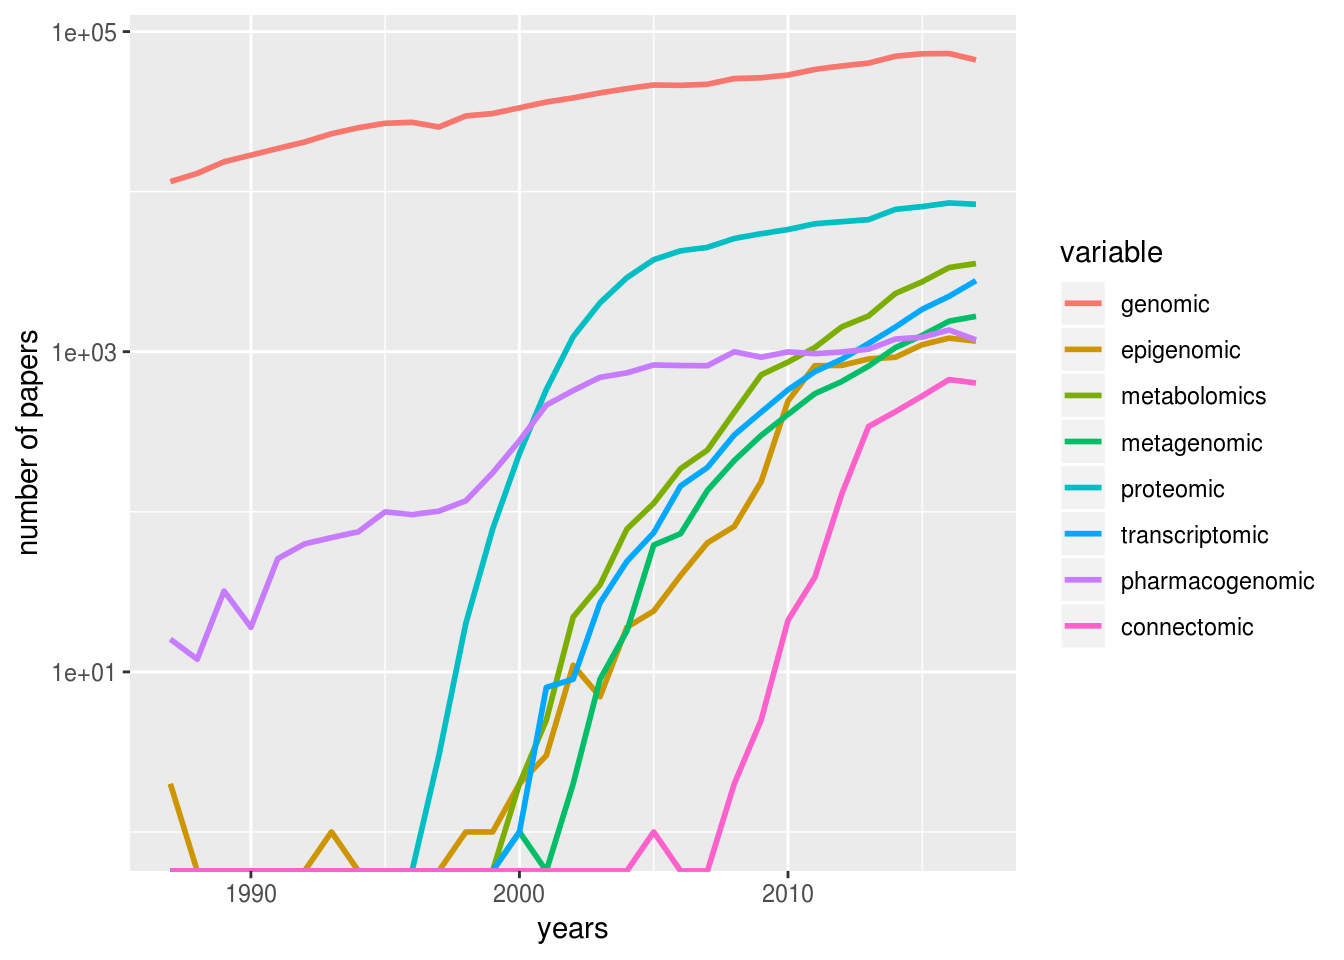 number of papers
1e+05
1e+03
1e+01
1990
2000
2010
years
variable
genomic
epigenomic
metabolomics
metagenomic
proteomic
transcriptomic
pharmacogenomic
connectomic